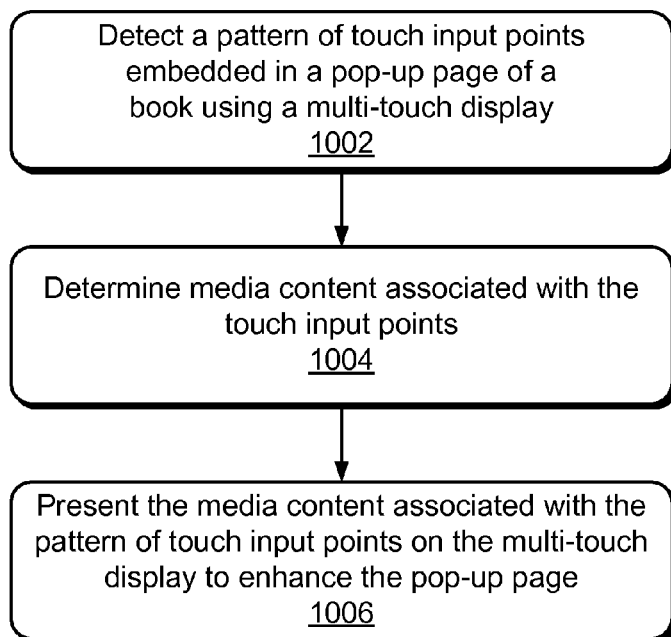 Detect a pattern of touch input points
embedded in a pop-up page of a
book using a multi-touch display
1002
Determine media content associated with the
touch input points
1004
Present the media content associated with the
pattern of touch input points on the multi-touch
display to enhance the pop-up page
1006